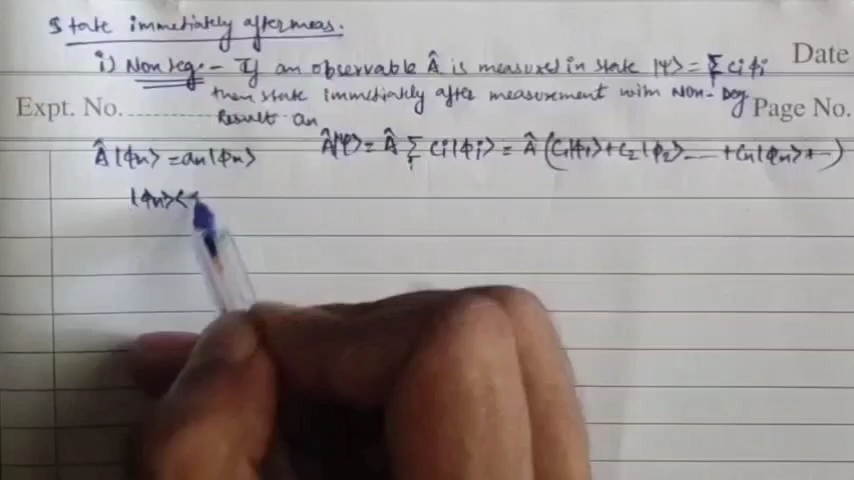 State immediately after meas.
i) Non deg:- If an observable Â is measured in state |ψ> = Σ ciϕi
Date
then state immediately after measurement with Non-Deg
Expt. No.
Page No.
Result an
Â|ϕn> = an|ϕn>
Â|ψ> = Â Σi ci|ϕi> = Â (c1|ϕ1> + c2|ϕ2> ---- + cn|ϕn> + --)
|ϕn><